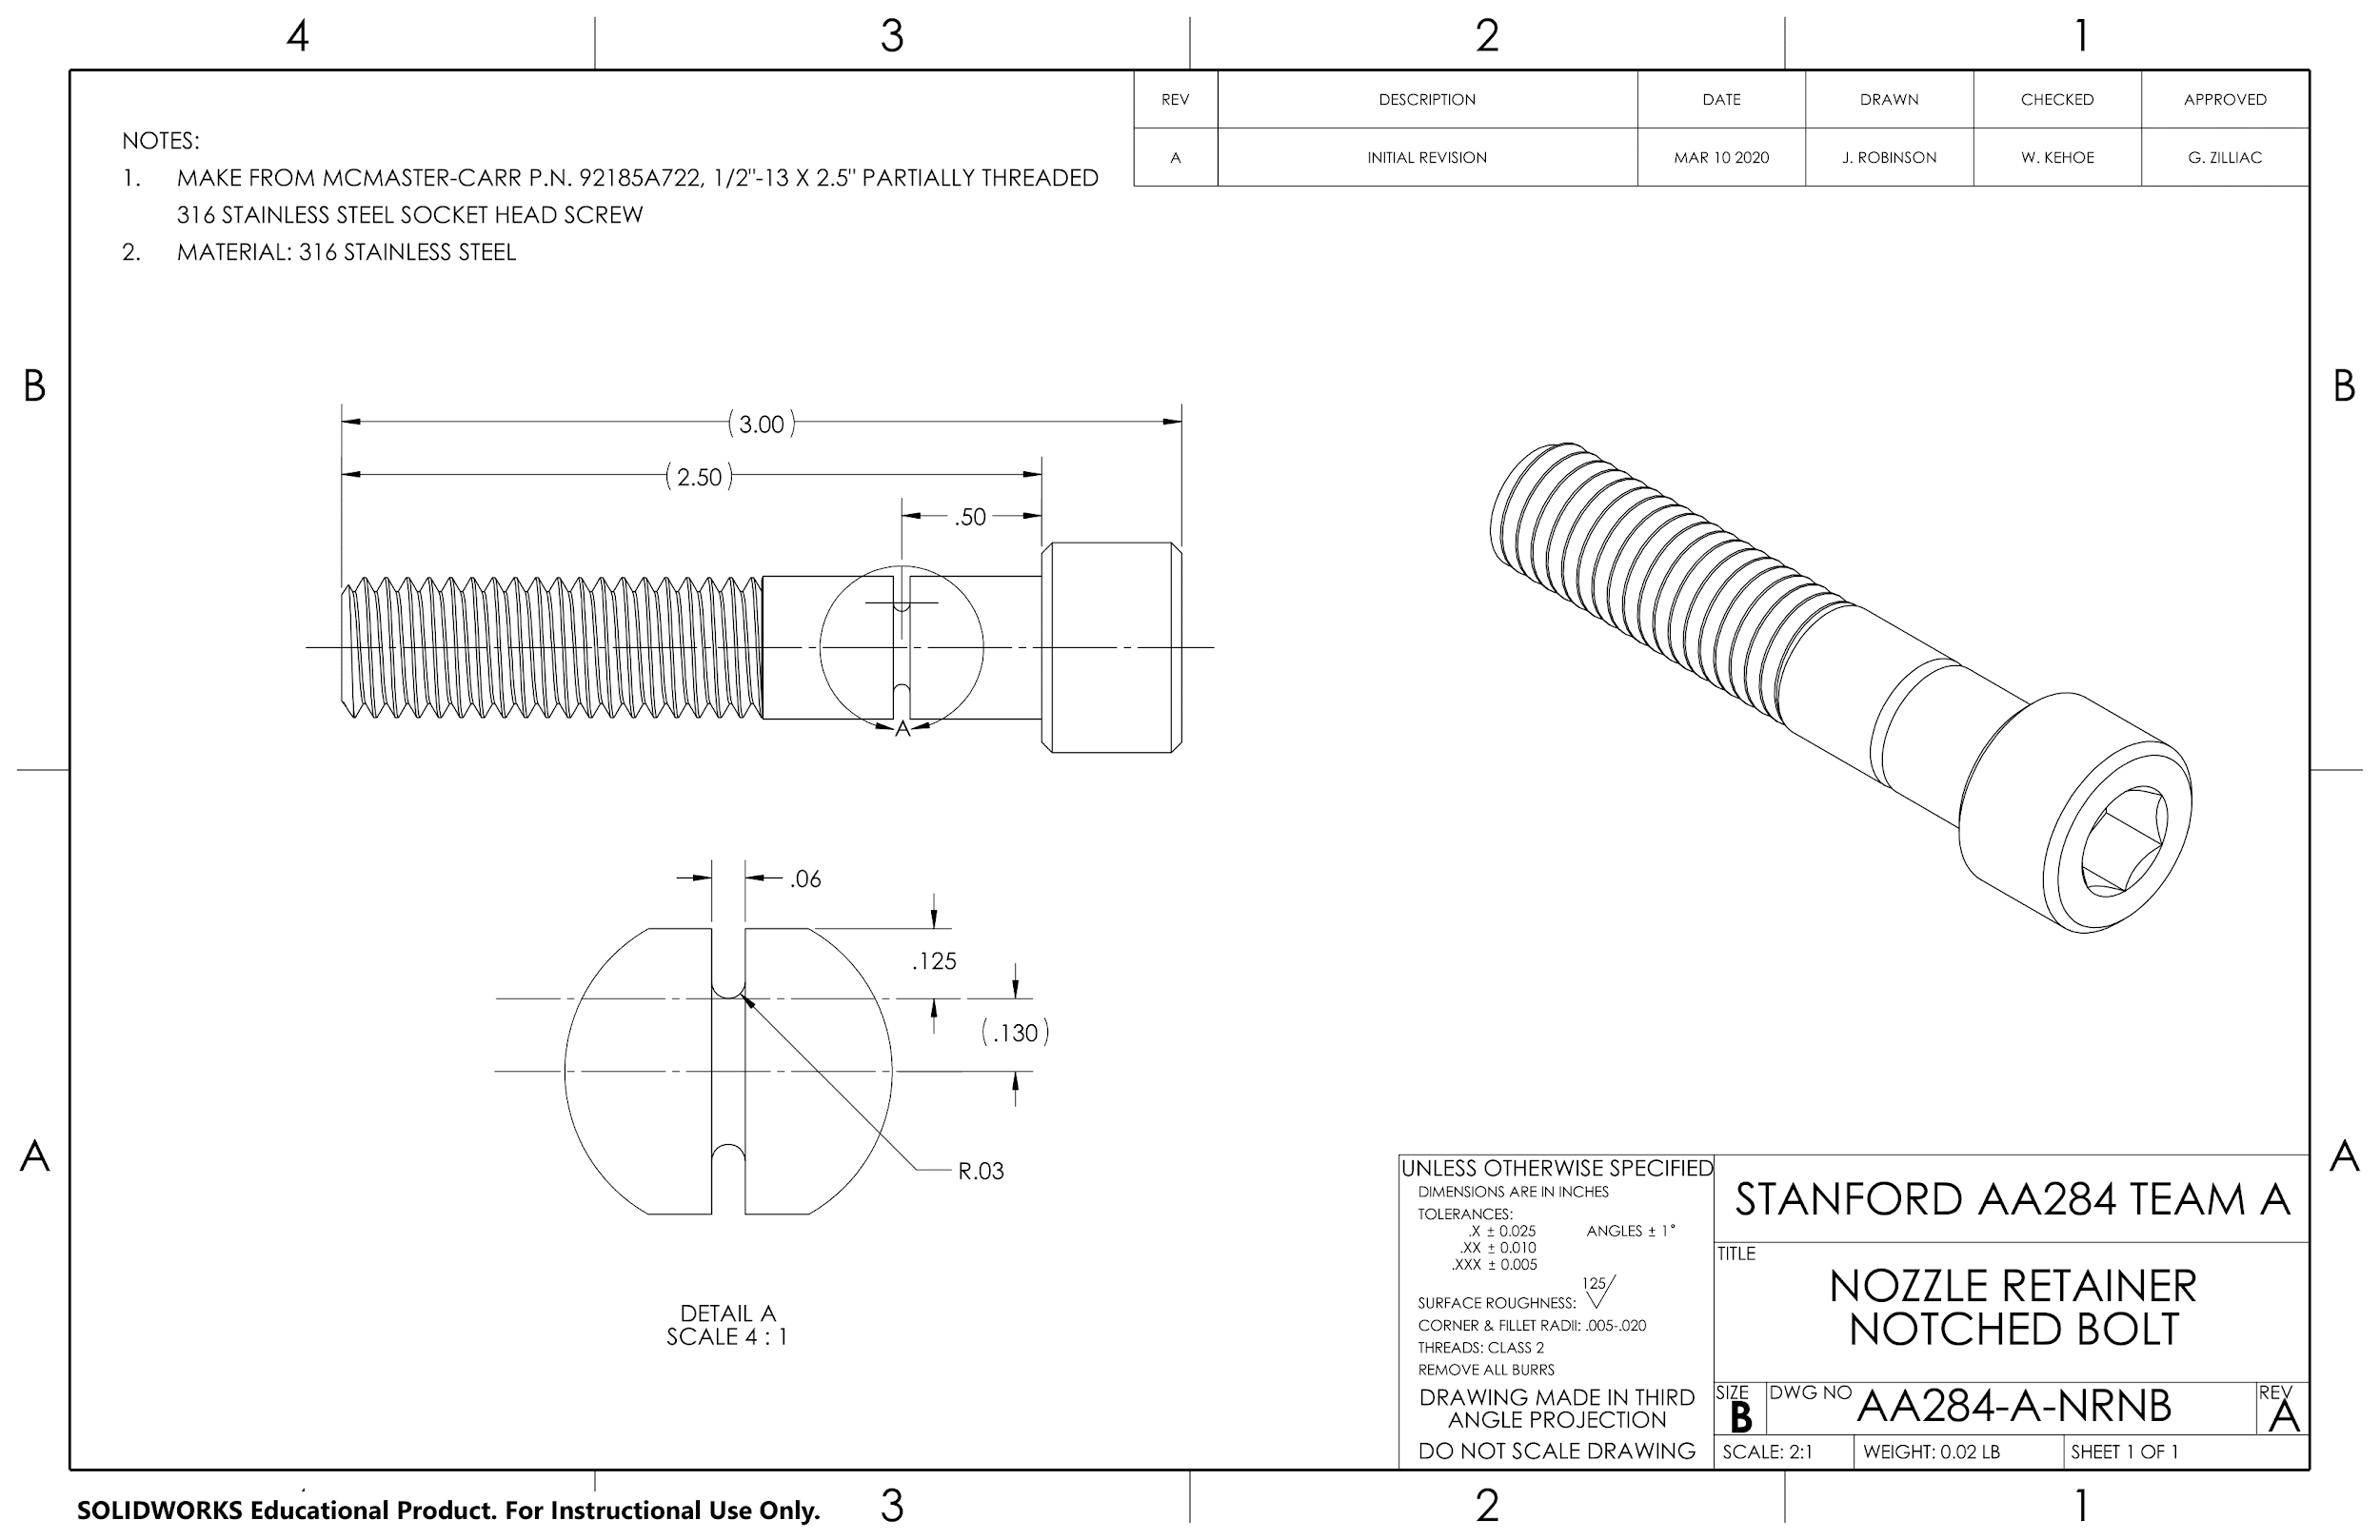 4 3 2 1
REV DESCRIPTION DATE DRAWN CHECKED APPROVED
A INITIAL REVISION MAR 10 2020 J. ROBINSON W. KEHOE G. ZILLIAC
NOTES:
1. MAKE FROM MCMASTER-CARR P.N. 92185A722, 1/2"-13 X 2.5" PARTIALLY THREADED
316 STAINLESS STEEL SOCKET HEAD SCREW
2. MATERIAL: 316 STAINLESS STEEL
B B
(3.00)
(2.50)
.50
A
.06
.125
(.130)
R.03
DETAIL A
SCALE 4 : 1
A A
UNLESS OTHERWISE SPECIFIED
DIMENSIONS ARE IN INCHES
TOLERANCES:
.X ± 0.025 ANGLES ± 1°
.XX ± 0.010
.XXX ± 0.005
125
SURFACE ROUGHNESS:
CORNER & FILLET RADII: .005-.020
THREADS: CLASS 2
REMOVE ALL BURRS
DRAWING MADE IN THIRD
ANGLE PROJECTION
DO NOT SCALE DRAWING
STANFORD AA284 TEAM A
TITLE
NOZZLE RETAINER
NOTCHED BOLT
SIZE DWG NO REV
B AA284-A-NRNB A
SCALE: 2:1 WEIGHT: 0.02 LB SHEET 1 OF 1
SOLIDWORKS Educational Product. For Instructional Use Only.
3 2 1